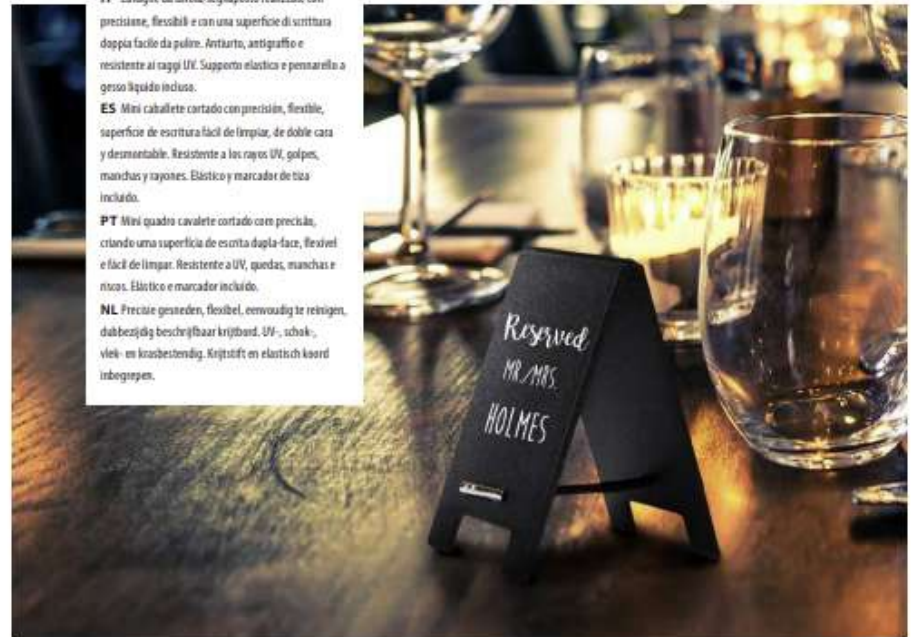 precisione, flessibili e con una superficie di scrittura
doppia facile da pulire. Antiurto, antigraffio e
resistente ai raggi UV. Supporto elastico e pennarello a
gesso liquido incluso.
ES Mini caballete cortado con precisión, flexible,
superficie de escritura fácil de limpiar, de doble cara
y desmontable. Resistente a los rayos UV, golpes,
manchas y rayones. Elástico y marcador de tiza
incluido.
PT Mini quadro cavalete cortado com precisão,
criando uma superfície de escrita dupla-face, flexível
e fácil de limpar. Resistente a UV, quedas, manchas e
riscos. Elástico e marcador incluído.
NL Precisie gesneden, flexibel, eenvoudig te reinigen,
dubbezijdig beschrijfbaar krijtbord. UV-, schok-,
vlek- en krasbestendig. Krijtstift en elastisch koord
inbegrepen.
Reserved
MR./MRS.
HOLMES